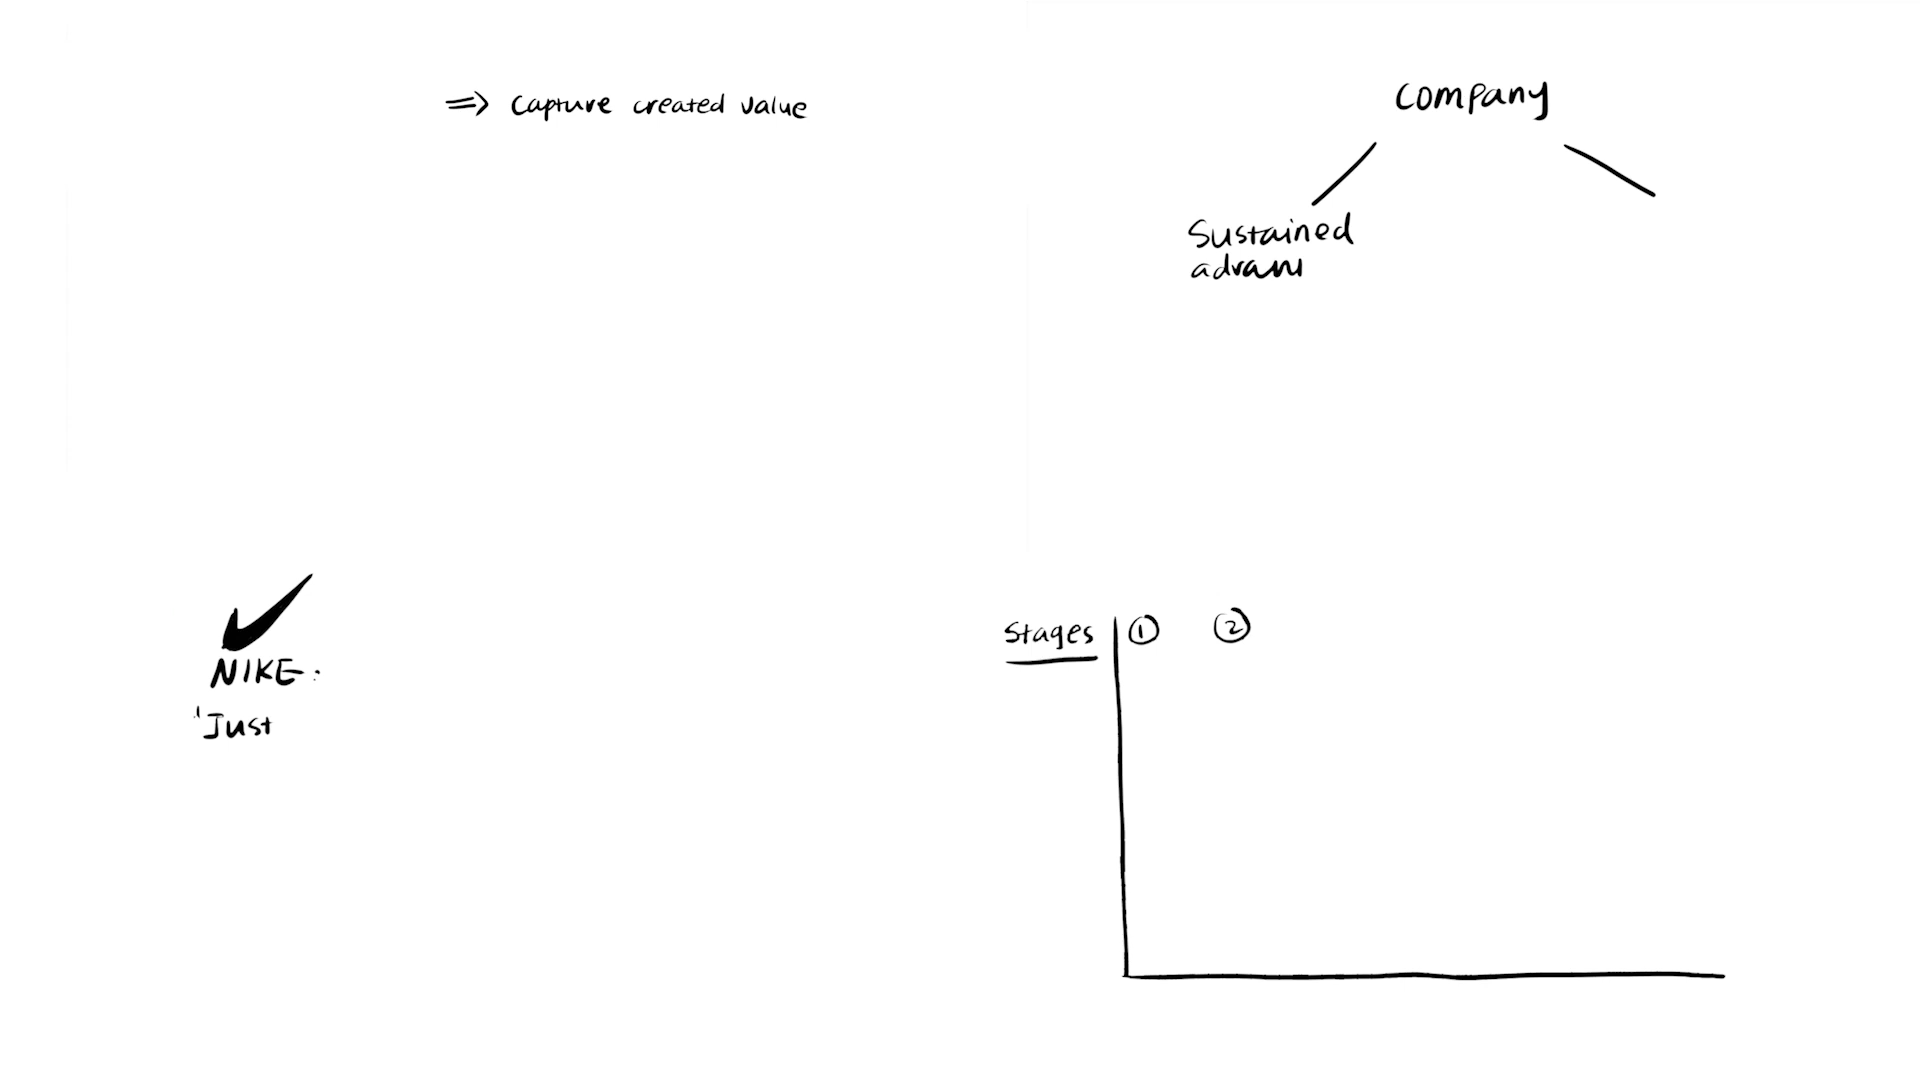 ⇒ Capture created value
Company
Sustained
advan
NIKE:
'Just
Stages ① ②